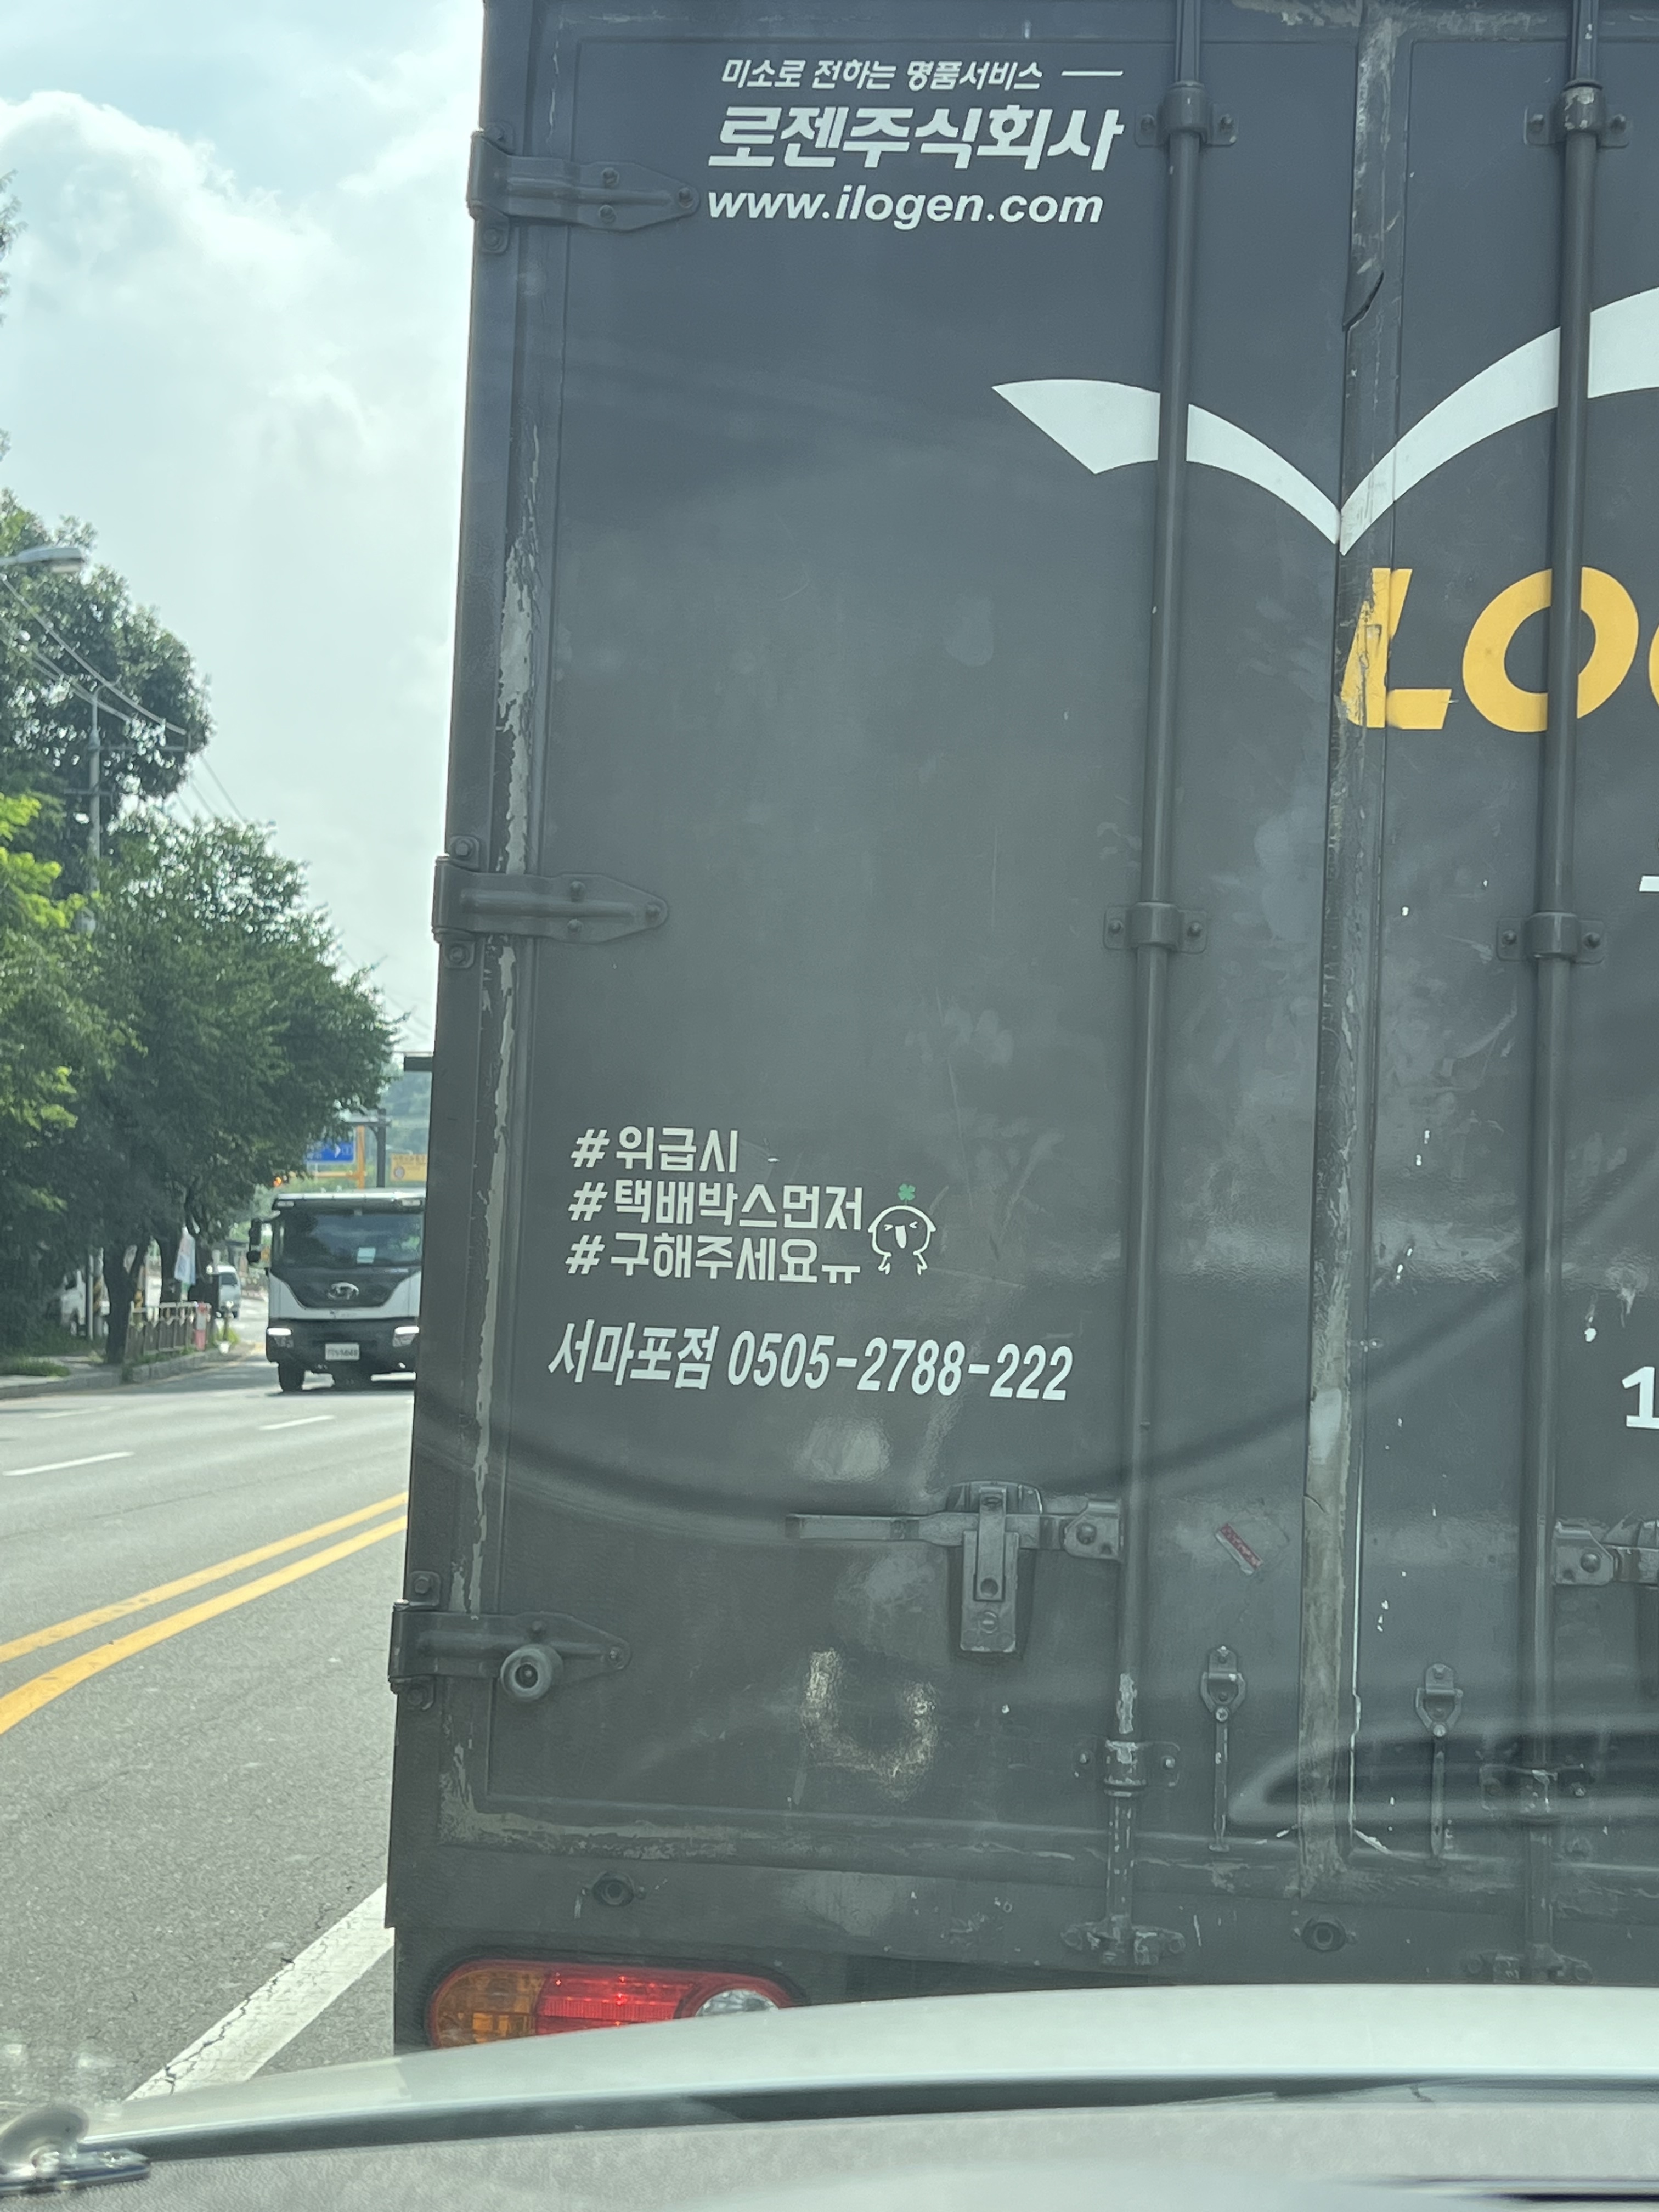 미소로 전하는 명품서비스
로젠주식회사
www.ilogen.com
LO
#위급시
#택배박스먼저
#구해주세요ㅠ
서마포점 0505-2788-222
1